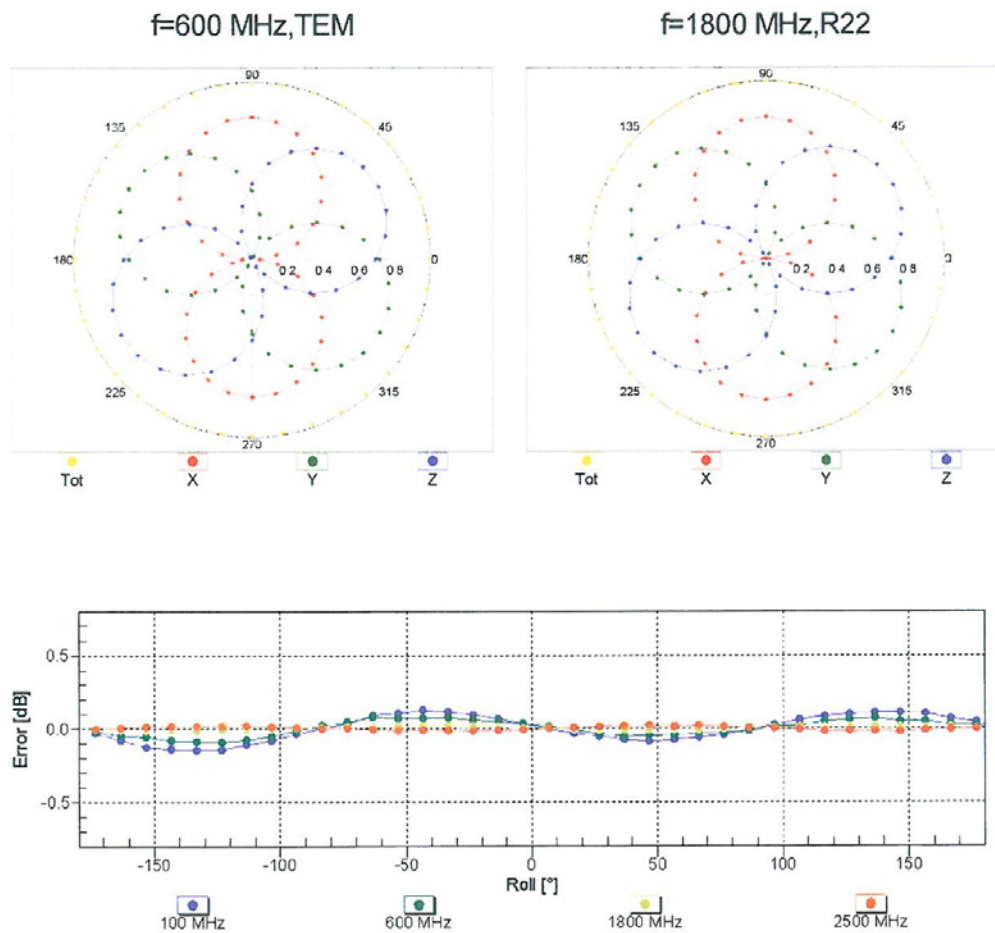 f=600 MHz,TEM
f=1800 MHz,R22
90
135
45
180
0 2 0 4 0 6 0 8
0
225
315
270
Tot X Y Z
90
135
45
180
0 2 0 4 0 6 0 8
0
225
315
270
Tot X Y Z
Error [dB]
0.5
0.0
-0.5
-150 -100 -50 0 50 100 150
Roll [°]
100 MHz 600 MHz 1800 MHz 2500 MHz